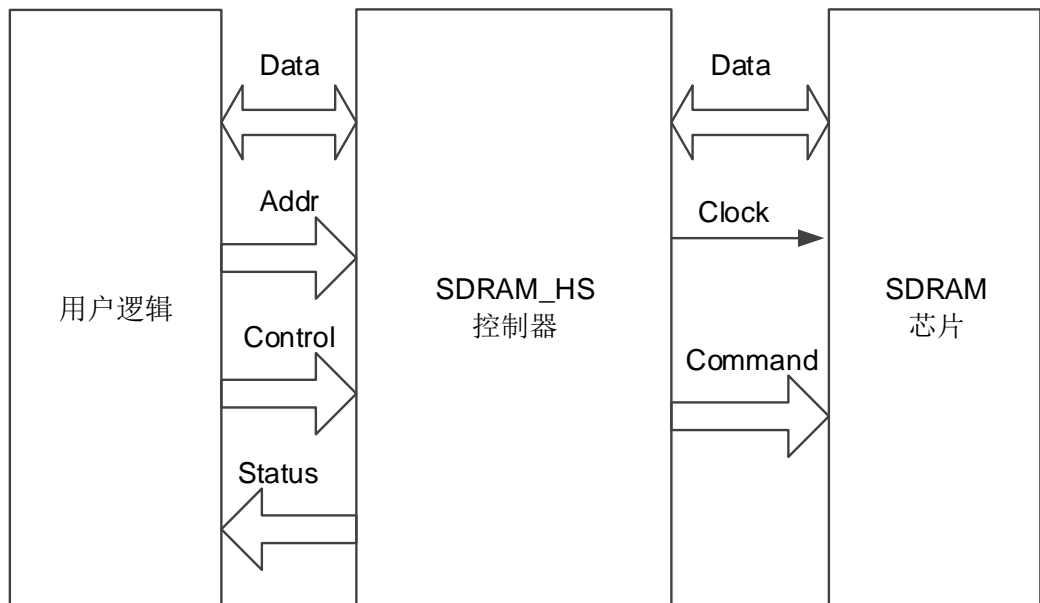 Data
Data
Addr
Clock
用户逻辑
SDRAM_HS
控制器
SDRAM
芯片
Control
Command
Status